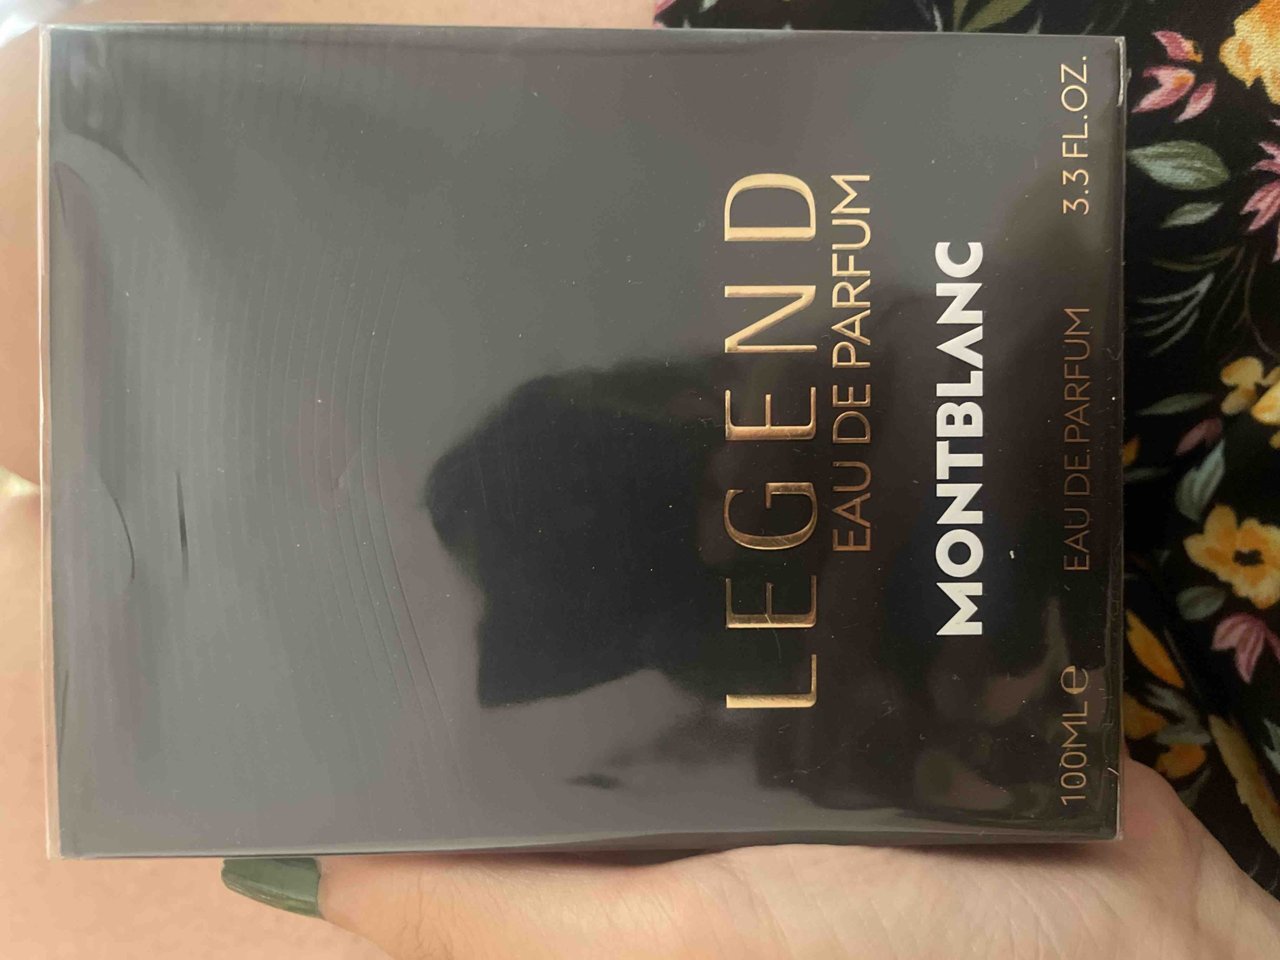 LEGEND
EAU DE PARFUM
MONTBLANC
100ML e EAU DE PARFUM 3.3 FL.OZ.